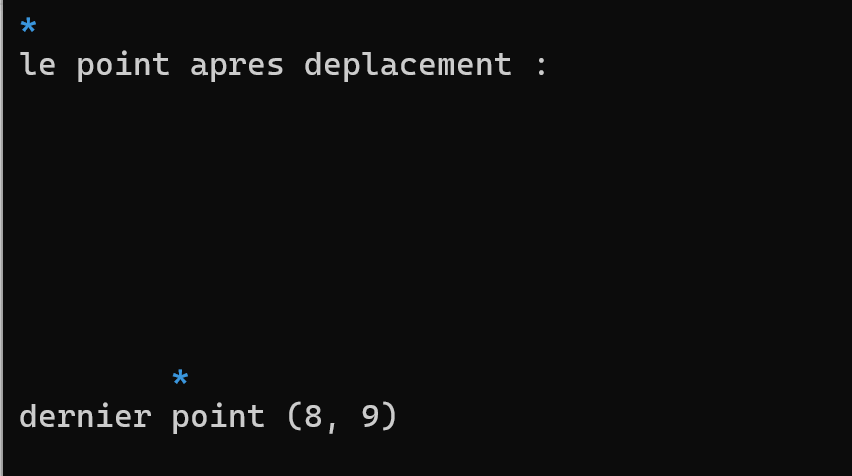 *
le point apres deplacement :
*
dernier point (8, 9)